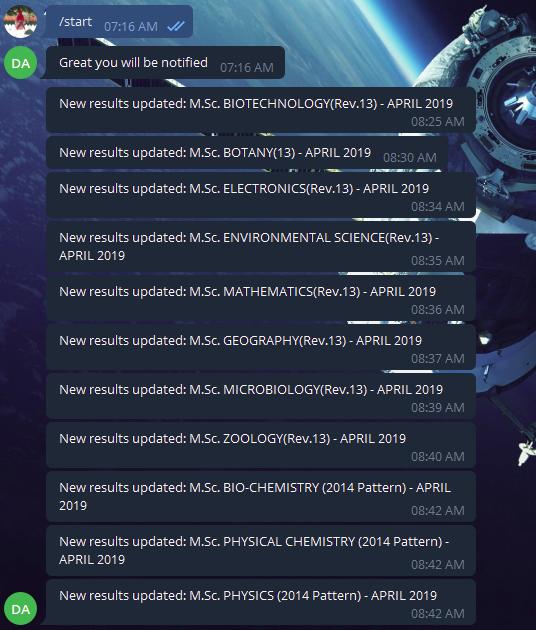 /start 07:16 AM
DA Great you will be notified 07:16 AM
New results updated: M.Sc. BIOTECHNOLOGY(Rev.13) - APRIL 2019
08:25 AM
New results updated: M.Sc. BOTANY(13) - APRIL 2019 08:30 AM
New results updated: M.Sc. ELECTRONICS(Rev.13) - APRIL 2019
08:34 AM
New results updated: M.Sc. ENVIRONMENTAL SCIENCE(Rev.13) -
APRIL 2019 08:35 AM
New results updated: M.Sc. MATHEMATICS(Rev.13) - APRIL 2019
08:36 AM
New results updated: M.Sc. GEOGRAPHY(Rev.13) - APRIL 2019
08:37 AM
New results updated: M.Sc. MICROBIOLOGY(Rev.13) - APRIL 2019
08:39 AM
New results updated: M.Sc. ZOOLOGY(Rev.13) - APRIL 2019
08:40 AM
New results updated: M.Sc. BIO-CHEMISTRY (2014 Pattern) - APRIL
2019 08:42 AM
New results updated: M.Sc. PHYSICAL CHEMISTRY (2014 Pattern) -
APRIL 2019 08:42 AM
New results updated: M.Sc. PHYSICS (2014 Pattern) - APRIL 2019
DA 08:42 AM